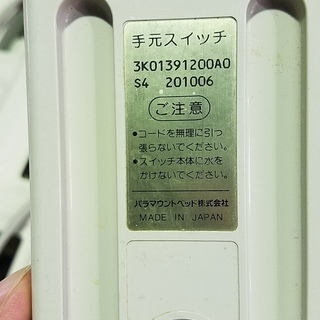 手元スイッチ
3K01391200A0
S4 201006
ご注意
•コードを無理に引っ
張らないでください。
•スイッチ本体に水を
かけないでください。
パラマウントベッド株式会社
MADE IN JAPAN